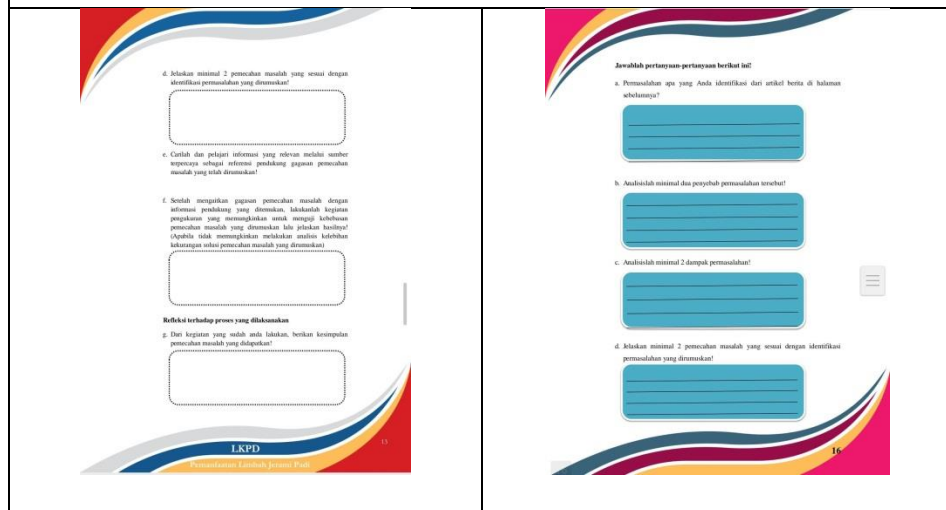 d. Jelaskan minimal 2 pemecahan masalah yang sesuai dengan
identifikasi permasalahan yang dirumuskan!
e. Carilah dan pelajari informasi yang relevan melalui sumber
terpercaya sebagai referensi pendukung gagasan pemecahan
masalah yang telah dirumuskan!
f. Setelah mengaitkan gagasan pemecahan masalah dengan
informasi pendukung yang ditemukan, lakukanlah kegiatan
pengukuran yang memungkinkan untuk menguji kebebasan
pemecahan masalah yang dirumuskan lalu jelaskan hasilnya!
(Apabila tidak memungkinkan melakukan analisis kelebihan
kekurangan solusi pemecahan masalah yang dirumuskan)
Refleksi terhadap proses yang dilaksanakan
g. Dari kegiatan yang sudah anda lakukan, berikan kesimpulan
pemecahan masalah yang didapatkan!
LKPD
13
Pemanfaatan Limbah Jerami Padi
Jawablah pertanyaan-pertanyaan berikut ini!
a. Permasalahan apa yang Anda identifikasi dari artikel berita di halaman
sebelumnya?
b. Analisislah minimal dua penyebab permasalahan tersebut!
c. Analisislah minimal 2 dampak permasalahan!
d. Jelaskan minimal 2 pemecahan masalah yang sesuai dengan identifikasi
permasalahan yang dirumuskan!
16